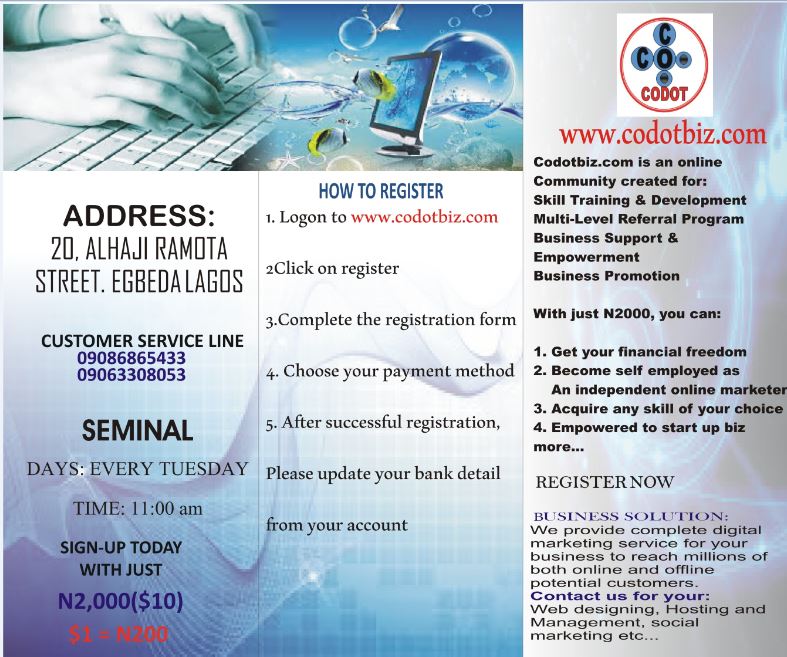 ADDRESS:
20, ALHAJI RAMOTA
STREET. EGBEDA LAGOS
CUSTOMER SERVICE LINE
09086865433
09063308053
SEMINAL
DAYS: EVERY TUESDAY
TIME: 11:00 am
SIGN-UP TODAY
WITH JUST
N2,000($10)
$1 = N200
HOW TO REGISTER
1. Logon to www.codotbiz.com
2Click on register
3.Complete the registration form
4. Choose your payment method
5. After successful registration,
Please update your bank detail
from your account
C
C O
CODOT
www.codotbiz.com
Codotbiz.com is an online
Community created for:
Skill Training & Development
Multi-Level Referral Program
Business Support &
Empowerment
Business Promotion
With just N2000, you can:
1. Get your financial freedom
2. Become self employed as
An independent online marketer
3. Acquire any skill of your choice
4. Empowered to start up biz
more...
REGISTER NOW
BUSINESS SOLUTION:
We provide complete digital
marketing service for your
business to reach millions of
both online and offline
potential customers.
Contact us for your:
Web designing, Hosting and
Management, social
marketing etc...